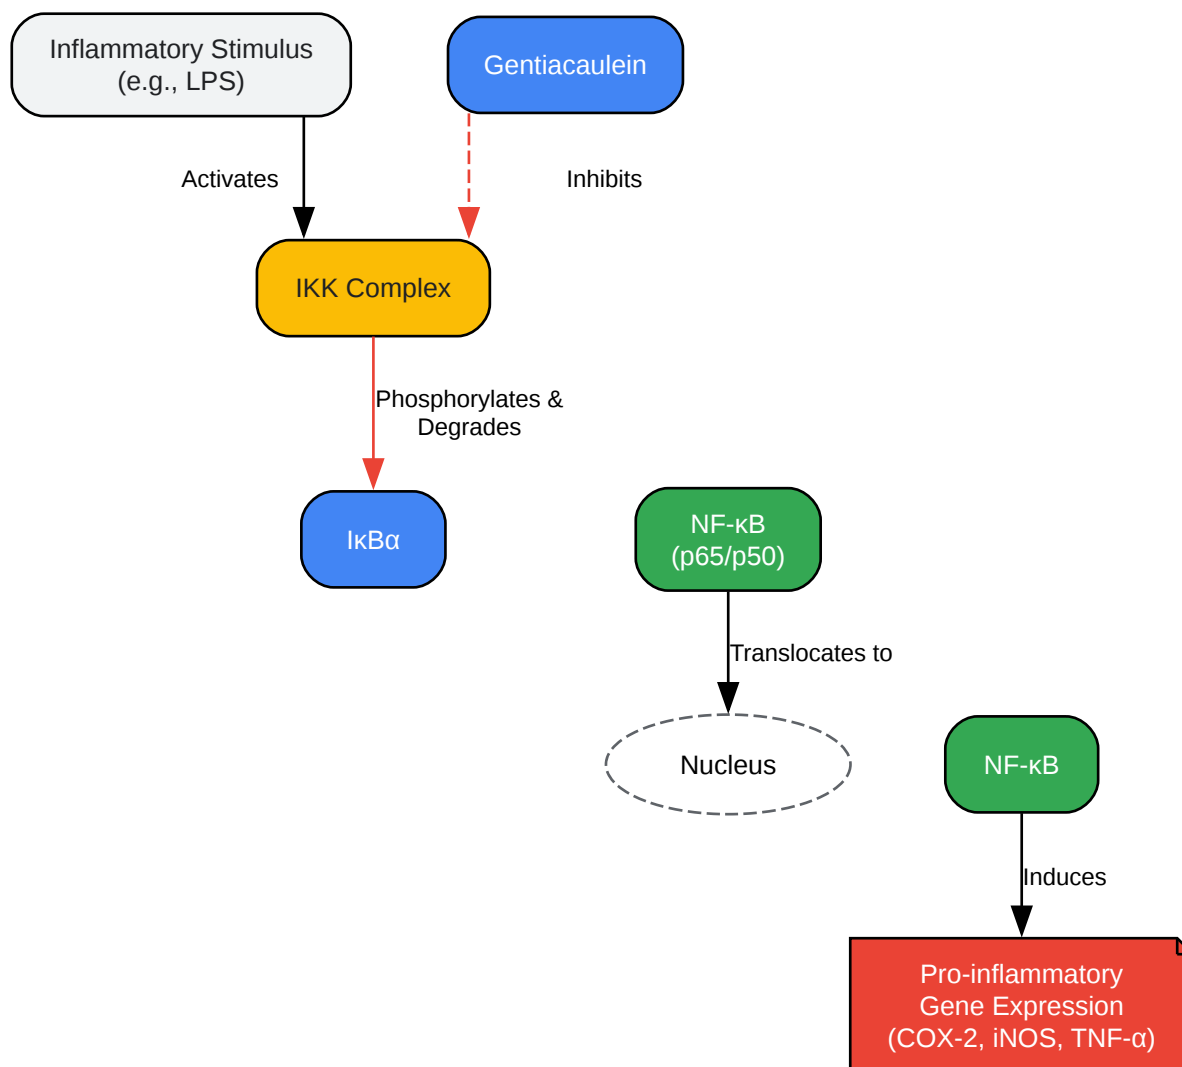 Inflammatory Stimulus
(e.g., LPS)
Gentiacaulein
Activates
Inhibits
IKK Complex
Phosphorylates &
Degrades
IκBα
NF-κB
(p65/p50)
Translocates to
Nucleus
NF-κB
Induces
Pro-inflammatory
Gene Expression
(COX-2, iNOS, TNF-α)